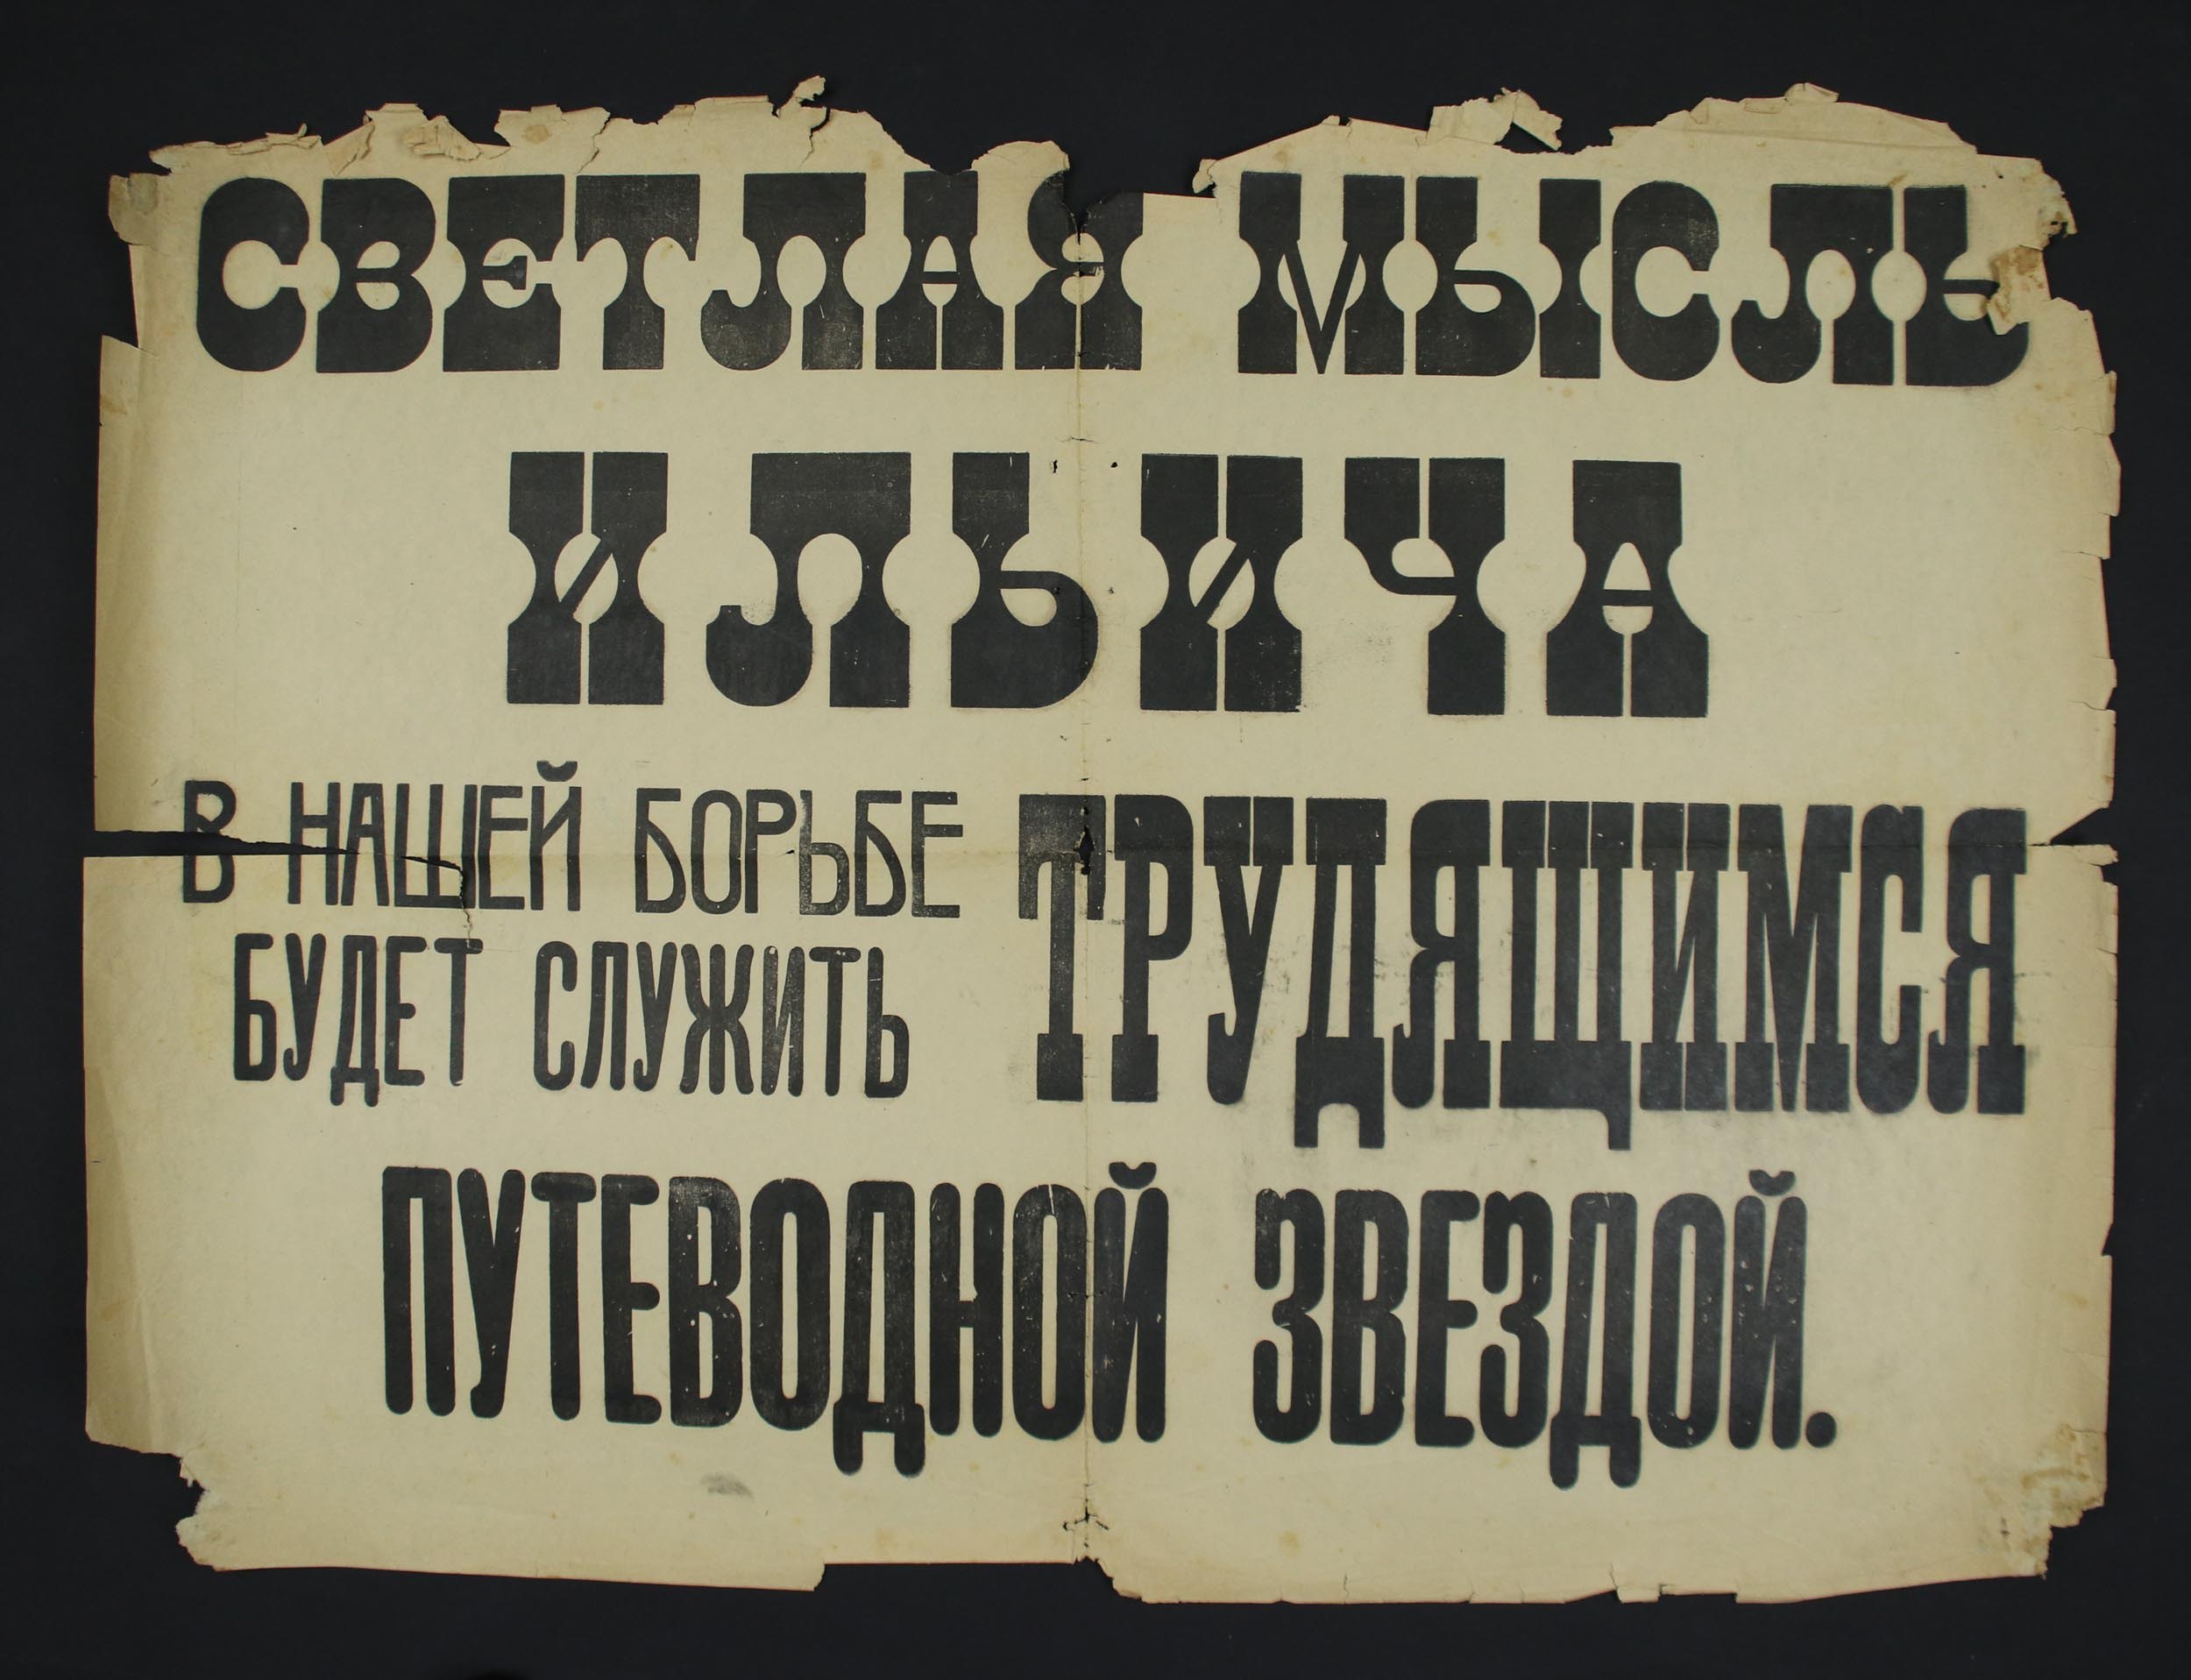 СВЕТЛАЯ МЫСЛЬ
ИЛЬИЧА
В НАШЕЙ БОРЬБЕ
БУДЕТ СЛУЖИТЬ
ТРУДЯЩИМСЯ
ПУТЕВОДНОЙ ЗВЕЗДОЙ.